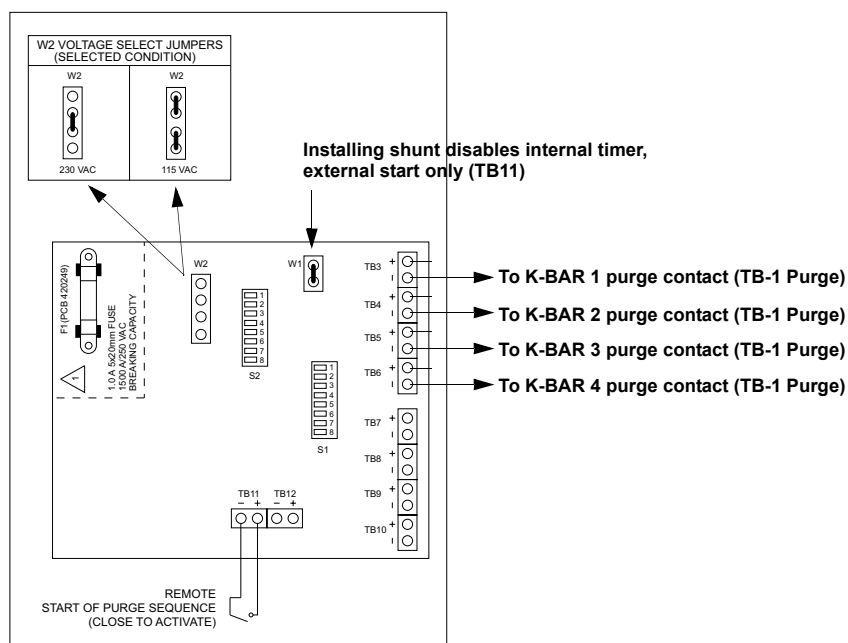 W2 VOLTAGE SELECT JUMPERS
(SELECTED CONDITION)
W2
W2
230 VAC
115 VAC
Installing shunt disables internal timer,
external start only (TB11)
F1(PCB 420249)
1
1.0 A 5x20mm FUSE
1500 A/250 VAC
BREAKING CAPACITY
W2
W1
1
2
3
4
5
6
7
8
S2
1
2
3
4
5
6
7
8
S1
TB3 + –
To K-BAR 1 purge contact (TB-1 Purge)
TB4 + –
To K-BAR 2 purge contact (TB-1 Purge)
TB5 + –
To K-BAR 3 purge contact (TB-1 Purge)
TB6 + –
To K-BAR 4 purge contact (TB-1 Purge)
TB7 + –
TB8 + –
TB9 + –
TB10 + –
TB11 TB12
– + – +
REMOTE
START OF PURGE SEQUENCE
(CLOSE TO ACTIVATE)